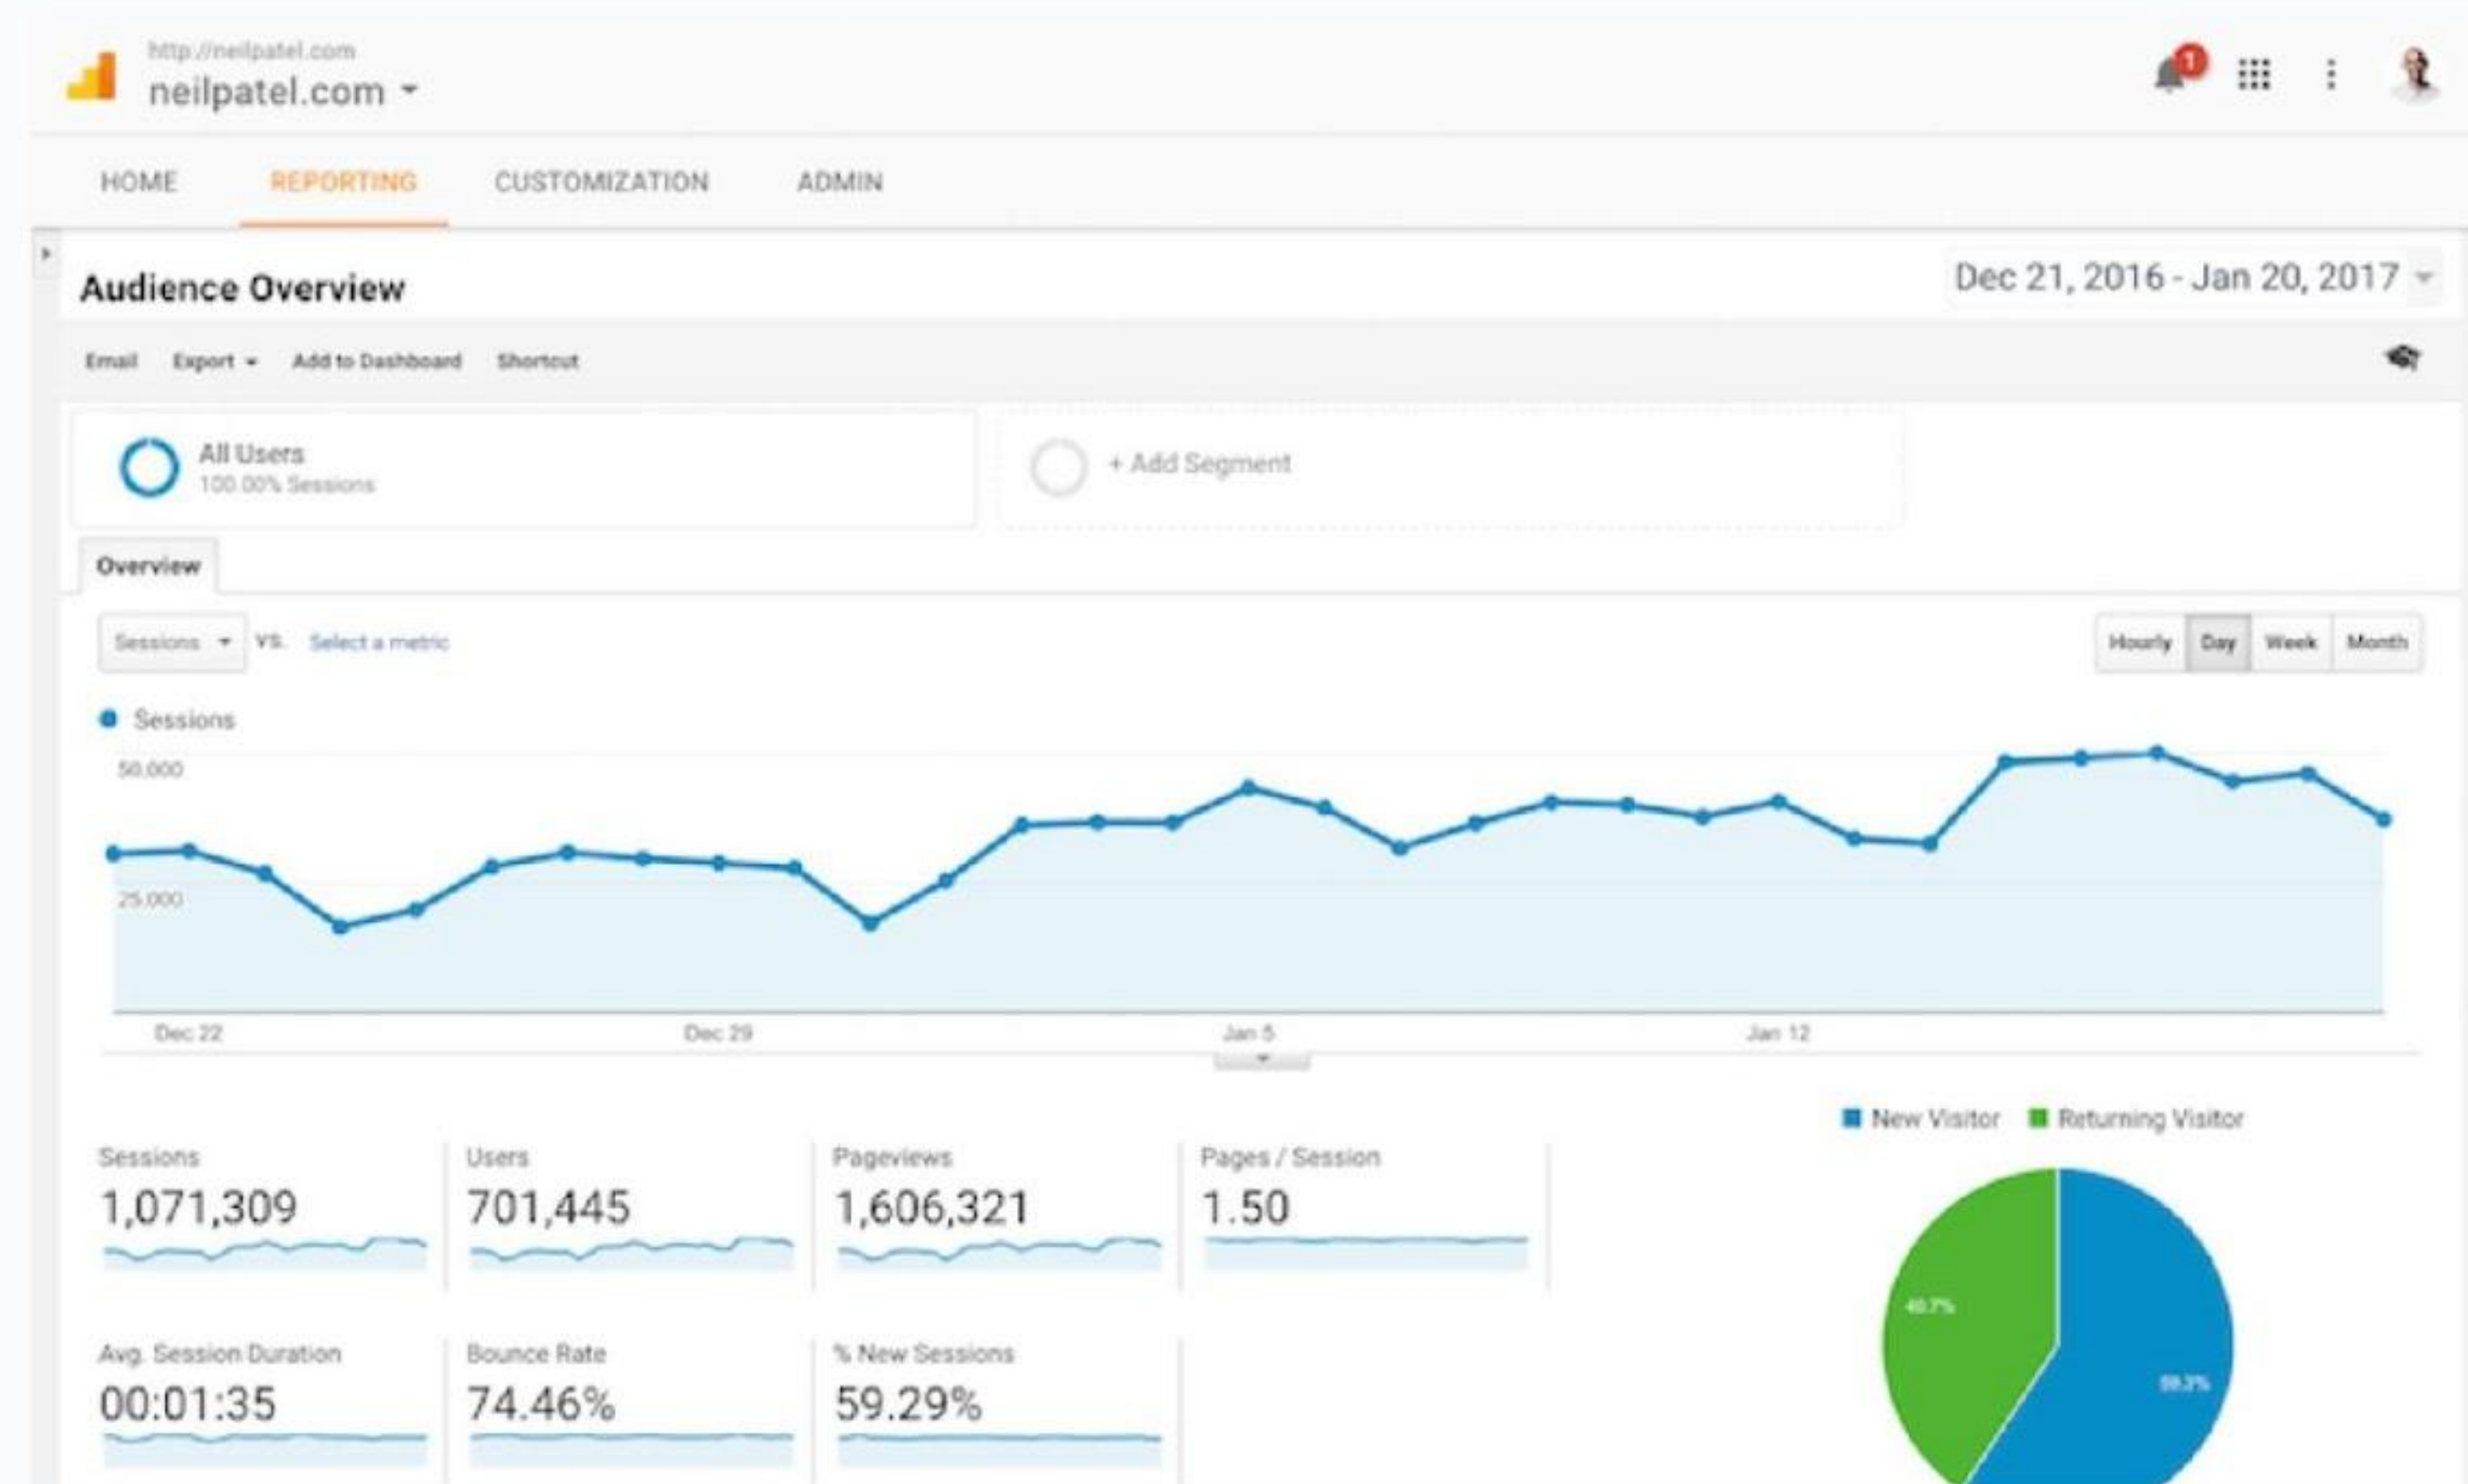 http://neilpatel.com
neilpatel.com
1
HOME REPORTING CUSTOMIZATION ADMIN
Audience Overview
Dec 21, 2016 - Jan 20, 2017
Email Export Add to Dashboard Shortcut
All Users
100.00% Sessions
+ Add Segment
Overview
Sessions VS. Select a metric
Hourly Day Week Month
Sessions
50,000
25,000
Dec 22 Dec 29 Jan 5 Jan 12
New Visitor Returning Visitor
Sessions Users Pageviews Pages / Session
1,071,309 701,445 1,606,321 1.50
40.7%
59.3%
Avg. Session Duration Bounce Rate % New Sessions
00:01:35 74.46% 59.29%